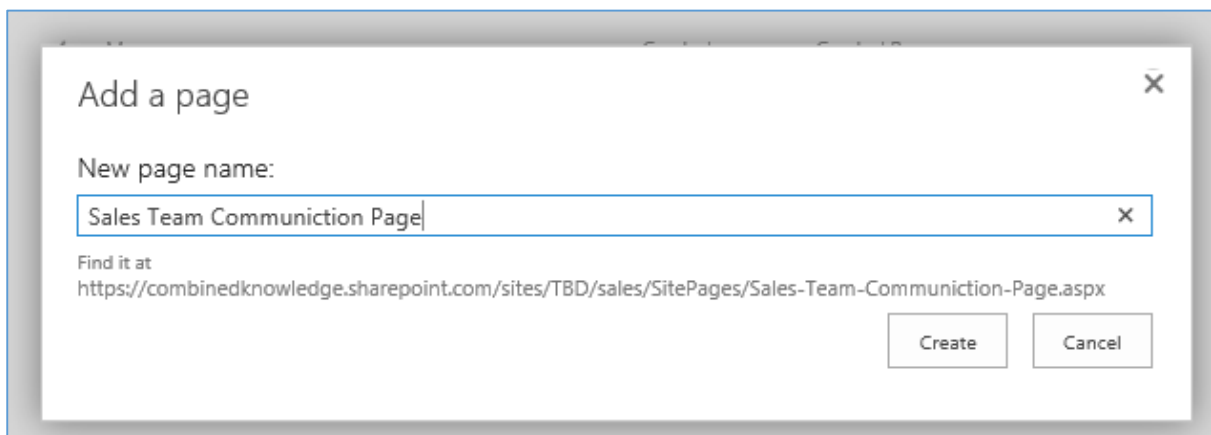 Add a page
New page name:
Sales Team Communiction Page
Find it at
https://combinedknowledge.sharepoint.com/sites/TBD/sales/SitePages/Sales-Team-Communiction-Page.aspx
Create Cancel